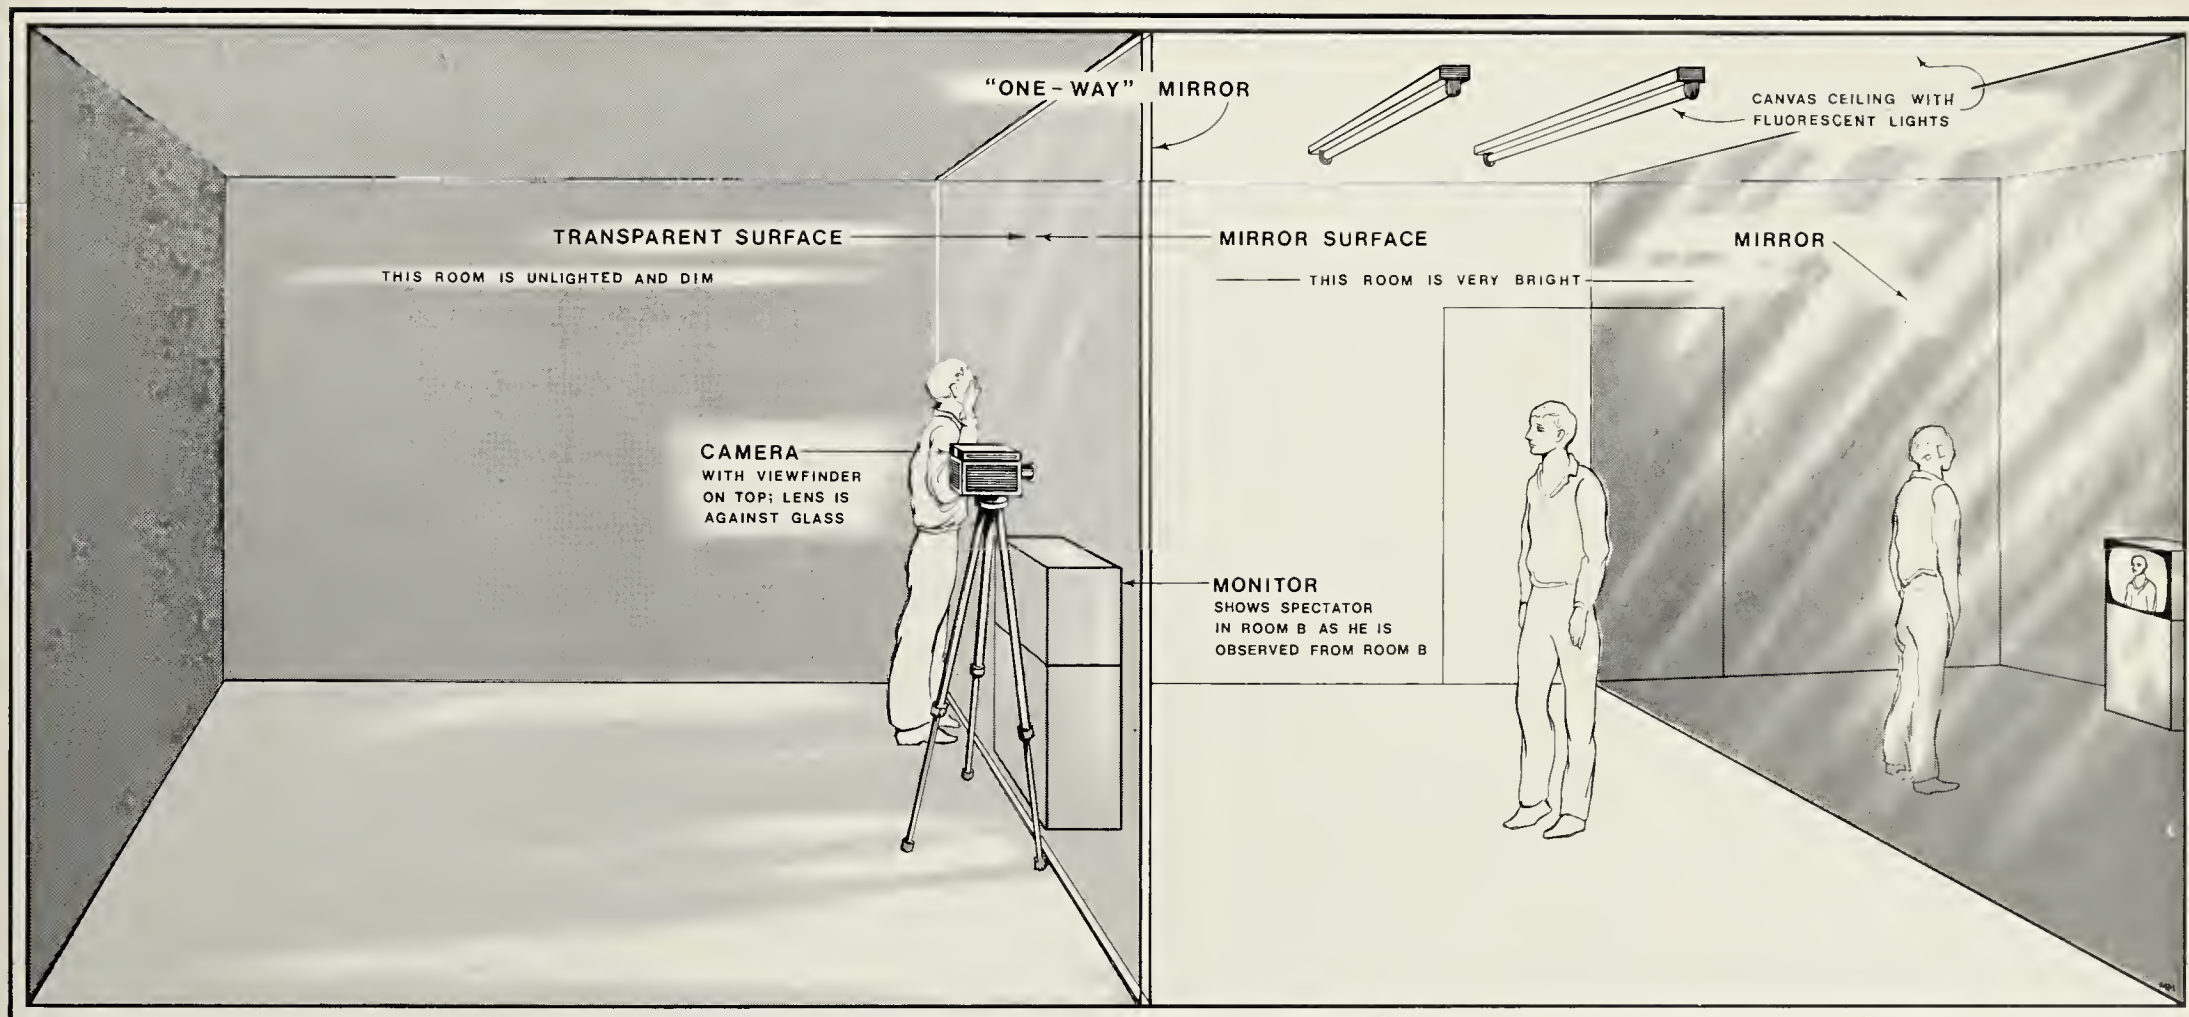 "ONE-WAY" MIRROR
CANVAS CEILING WITH
FLUORESCENT LIGHTS
TRANSPARENT SURFACE
MIRROR SURFACE
MIRROR
THIS ROOM IS UNLIGHTED AND DIM
THIS ROOM IS VERY BRIGHT
CAMERA
WITH VIEWFINDER
ON TOP; LENS IS
AGAINST GLASS
MONITOR
SHOWS SPECTATOR
IN ROOM B AS HE IS
OBSERVED FROM ROOM B